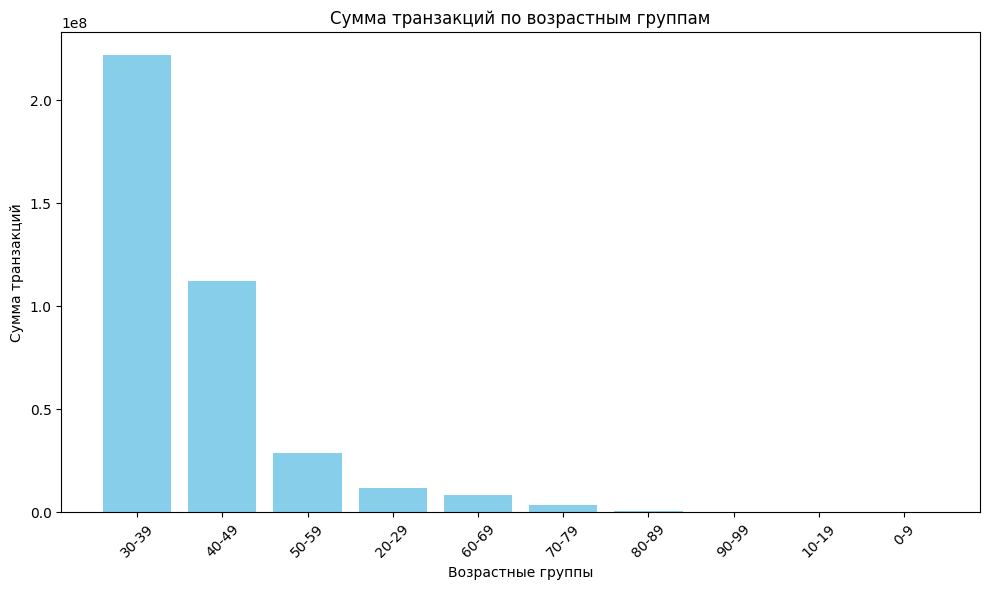 Сумма транзакций по возрастным группам
1e8
2.0
1.5
1.0
0.5
0.0
Сумма транзакций
30-39 40-49 50-59 20-29 60-69 70-79 80-89 90-99 10-19 0-9
Возрастные группы